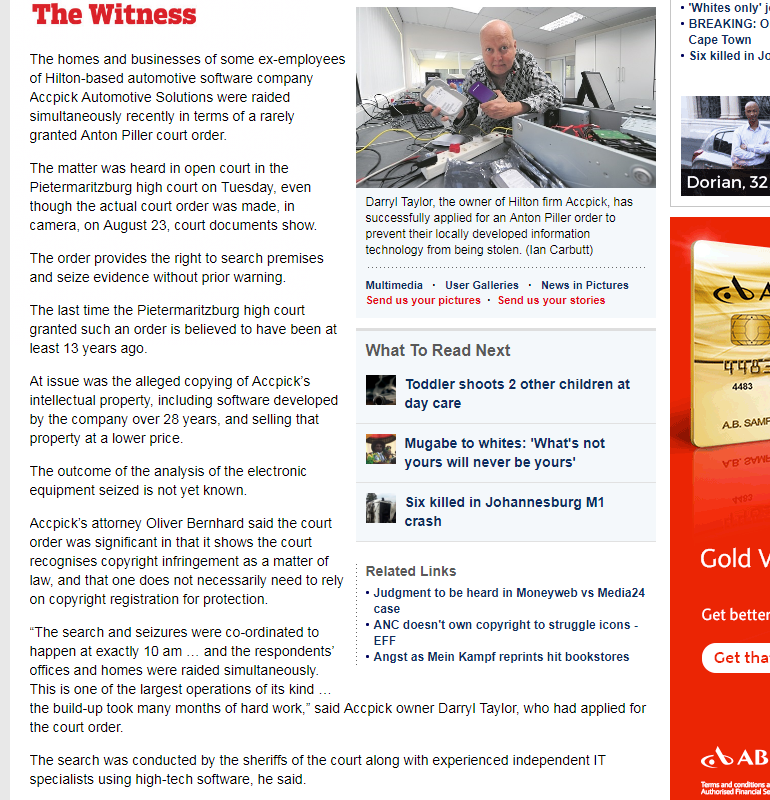 The Witness
The homes and businesses of some ex-employees
of Hilton-based automotive software company
Accpick Automotive Solutions were raided
simultaneously recently in terms of a rarely
granted Anton Piller court order.
The matter was heard in open court in the
Pietermaritzburg high court on Tuesday, even
though the actual court order was made, in
camera, on August 23, court documents show.
The order provides the right to search premises
and seize evidence without prior warning.
The last time the Pietermaritzburg high court
granted such an order is believed to have been at
least 13 years ago.
At issue was the alleged copying of Accpick’s
intellectual property, including software developed
by the company over 28 years, and selling that
property at a lower price.
The outcome of the analysis of the electronic
equipment seized is not yet known.
Accpick’s attorney Oliver Bernhard said the court
order was significant in that it shows the court
recognises copyright infringement as a matter of
law, and that one does not necessarily need to rely
on copyright registration for protection.
“The search and seizures were co-ordinated to
happen at exactly 10 am … and the respondents’
offices and homes were raided simultaneously.
This is one of the largest operations of its kind …
the build-up took many months of hard work,” said Accpick owner Darryl Taylor, who had applied for
the court order.
The search was conducted by the sheriffs of the court along with experienced independent IT
specialists using high-tech software, he said.
Darryl Taylor, the owner of Hilton firm Accpick, has
successfully applied for an Anton Piller order to
prevent their locally developed information
technology from being stolen. (Ian Carbutt)
Multimedia · User Galleries · News in Pictures
Send us your pictures · Send us your stories
What To Read Next
Toddler shoots 2 other children at
day care
Mugabe to whites: 'What's not
yours will never be yours'
Six killed in Johannesburg M1
crash
Related Links
• Judgment to be heard in Moneyweb vs Media24
case
• ANC doesn't own copyright to struggle icons -
EFF
• Angst as Mein Kampf reprints hit bookstores
• 'Whites only' j
• BREAKING: O
Cape Town
• Six killed in Jo
Dorian, 32
4483
A.B. SAMP
Gold V
Get better
Get tha
AB
Terms and conditions a
Authorised Financial Se